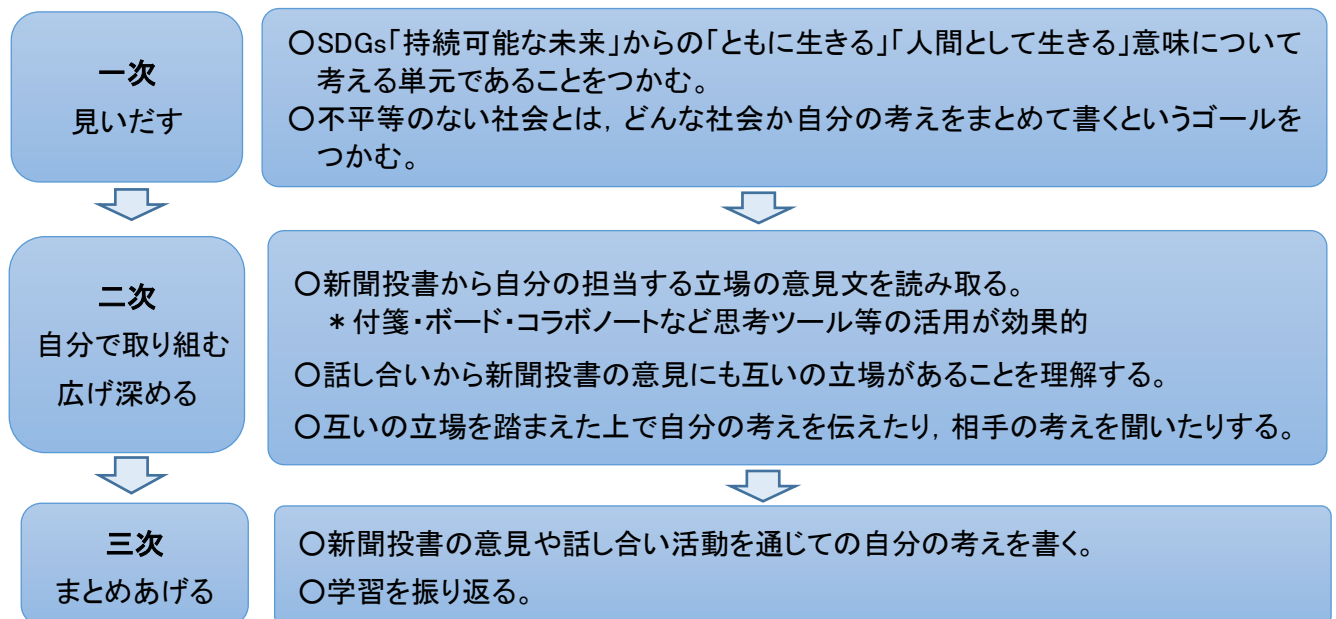 一次
見いだす
〇SDGs「持続可能な未来」からの「ともに生きる」「人間として生きる」意味について
考える単元であることをつかむ。
〇不平等のない社会とは，どんな社会か自分の考えをまとめて書くというゴールを
つかむ。
二次
自分で取り組む
広げ深める
〇新聞投書から自分の担当する立場の意見文を読み取る。
＊付箋・ボード・コラボノートなど思考ツール等の活用が効果的
〇話し合いから新聞投書の意見にも互いの立場があることを理解する。
〇互いの立場を踏まえた上で自分の考えを伝えたり，相手の考えを聞いたりする。
三次
まとめあげる
〇新聞投書の意見や話し合い活動を通じての自分の考えを書く。
〇学習を振り返る。